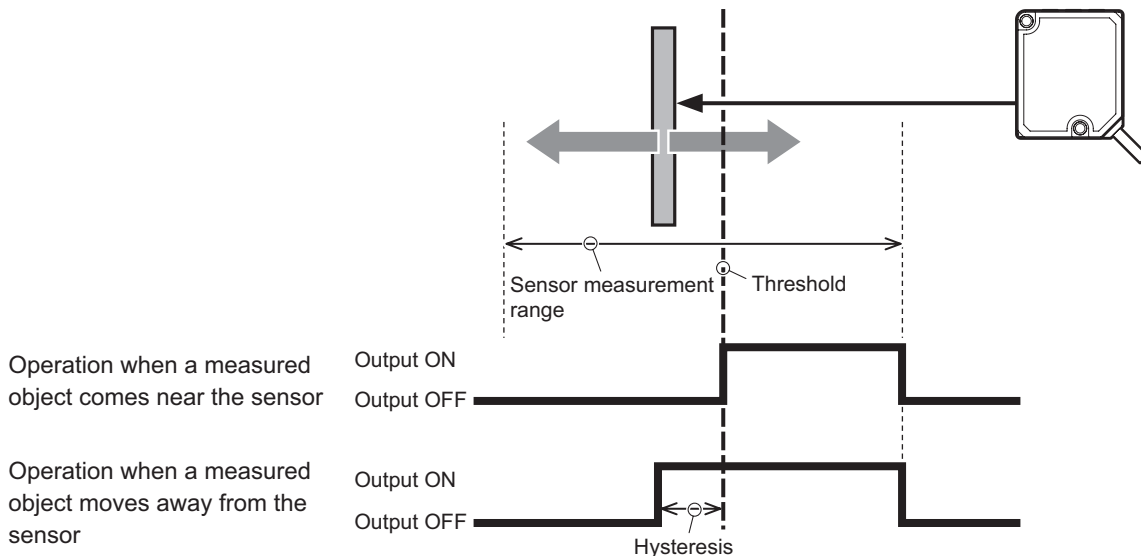 Sensor measurement
range
Threshold
Operation when a measured
object comes near the sensor
Output ON
Output OFF
Operation when a measured
object moves away from the
sensor
Output ON
Output OFF
Hysteresis